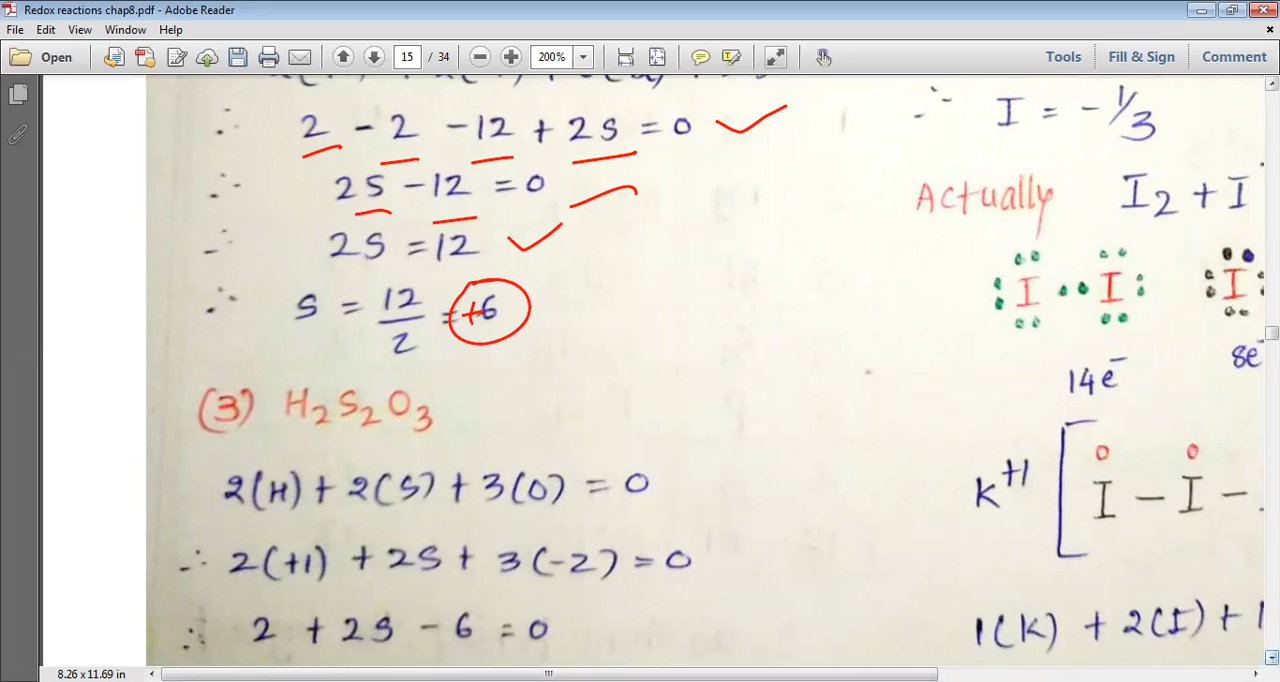 Redox reactions chap8.pdf - Adobe Reader
File Edit View Window Help
Open 15 / 34 200% Tools Fill & Sign Comment
∴ 2 - 2 - 12 + 2S = 0
∴ 2S - 12 = 0
∴ 2S = 12
∴ S = 12/2 = +6
(3) H2S2O3
2(H) + 2(S) + 3(O) = 0
∴ 2(+1) + 2S + 3(-2) = 0
∴ 2 + 2S - 6 = 0
∴ I = -1/3
Actually I2 + I
I I I
14e- 8e-
0 0
K+1 [ I - I -
1(K) + 2(I) + 1
8.26 x 11.69 in